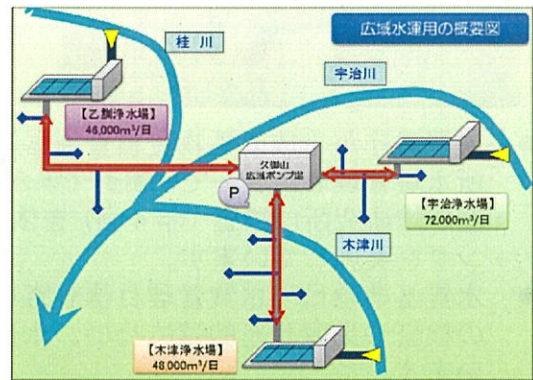 広域水運用の概要図
桂川
宇治川
【乙訓浄水場】
46,000m³/日
久御山
広域ポンプ場
P
【宇治浄水場】
72,000m³/日
木津川
【木津浄水場】
48,000m³/日